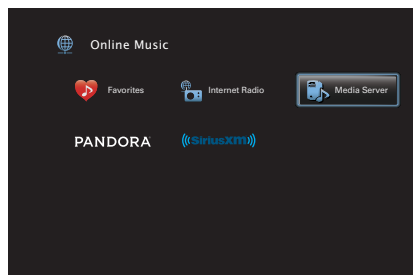 Online Music
Favorites Internet Radio Media Server
PANDORA ((SiriusXM))